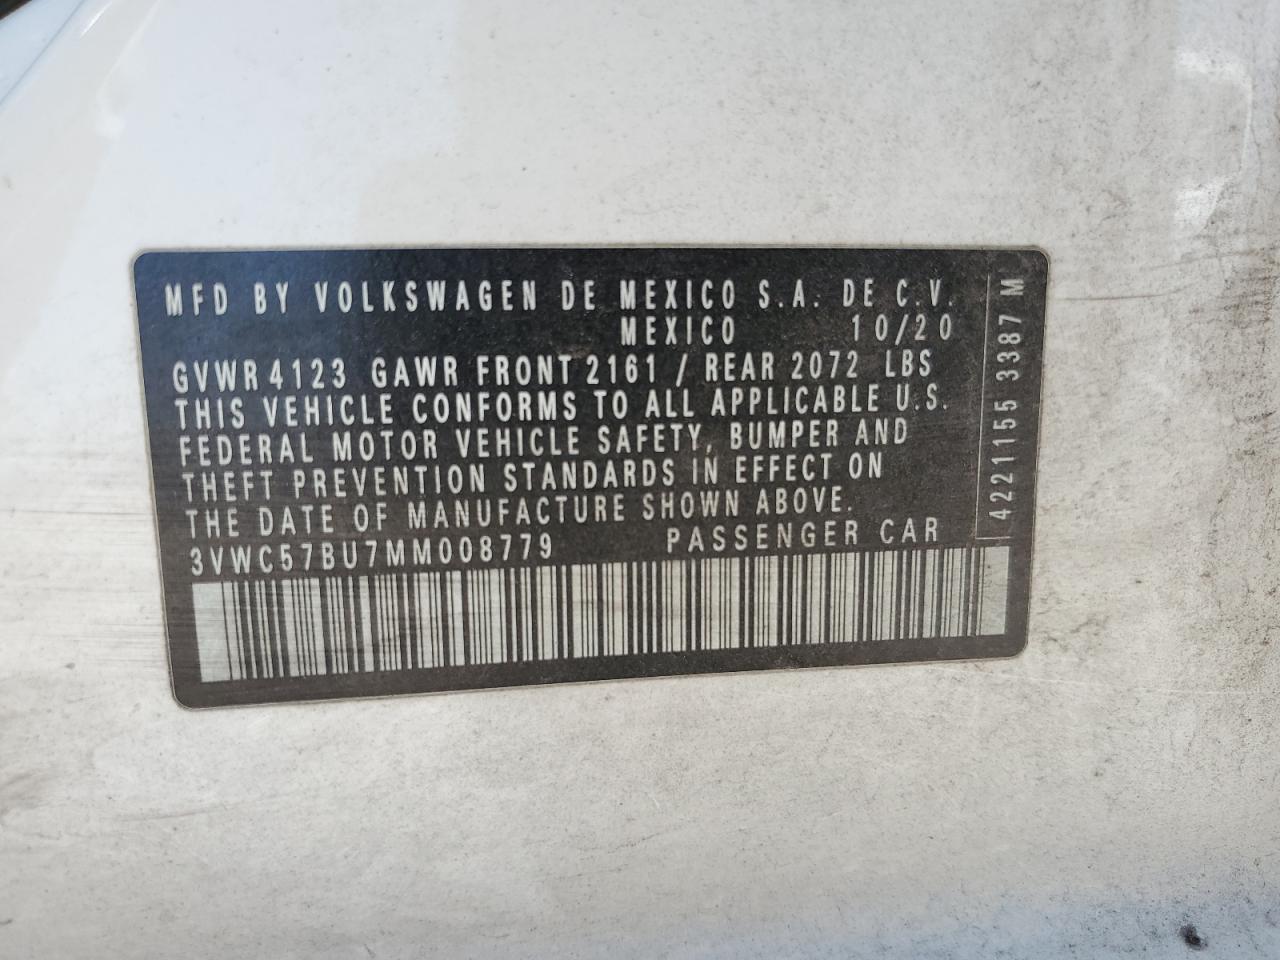 MFD BY VOLKSWAGEN DE MEXICO S.A. DE C.V.
MEXICO 10/20
GVWR 4123 GAWR FRONT 2161 / REAR 2072 LBS
THIS VEHICLE CONFORMS TO ALL APPLICABLE U.S.
FEDERAL MOTOR VEHICLE SAFETY, BUMPER AND
THEFT PREVENTION STANDARDS IN EFFECT ON
THE DATE OF MANUFACTURE SHOWN ABOVE.
3VWC57BU7MM008779 PASSENGER CAR
4221155 3387 M